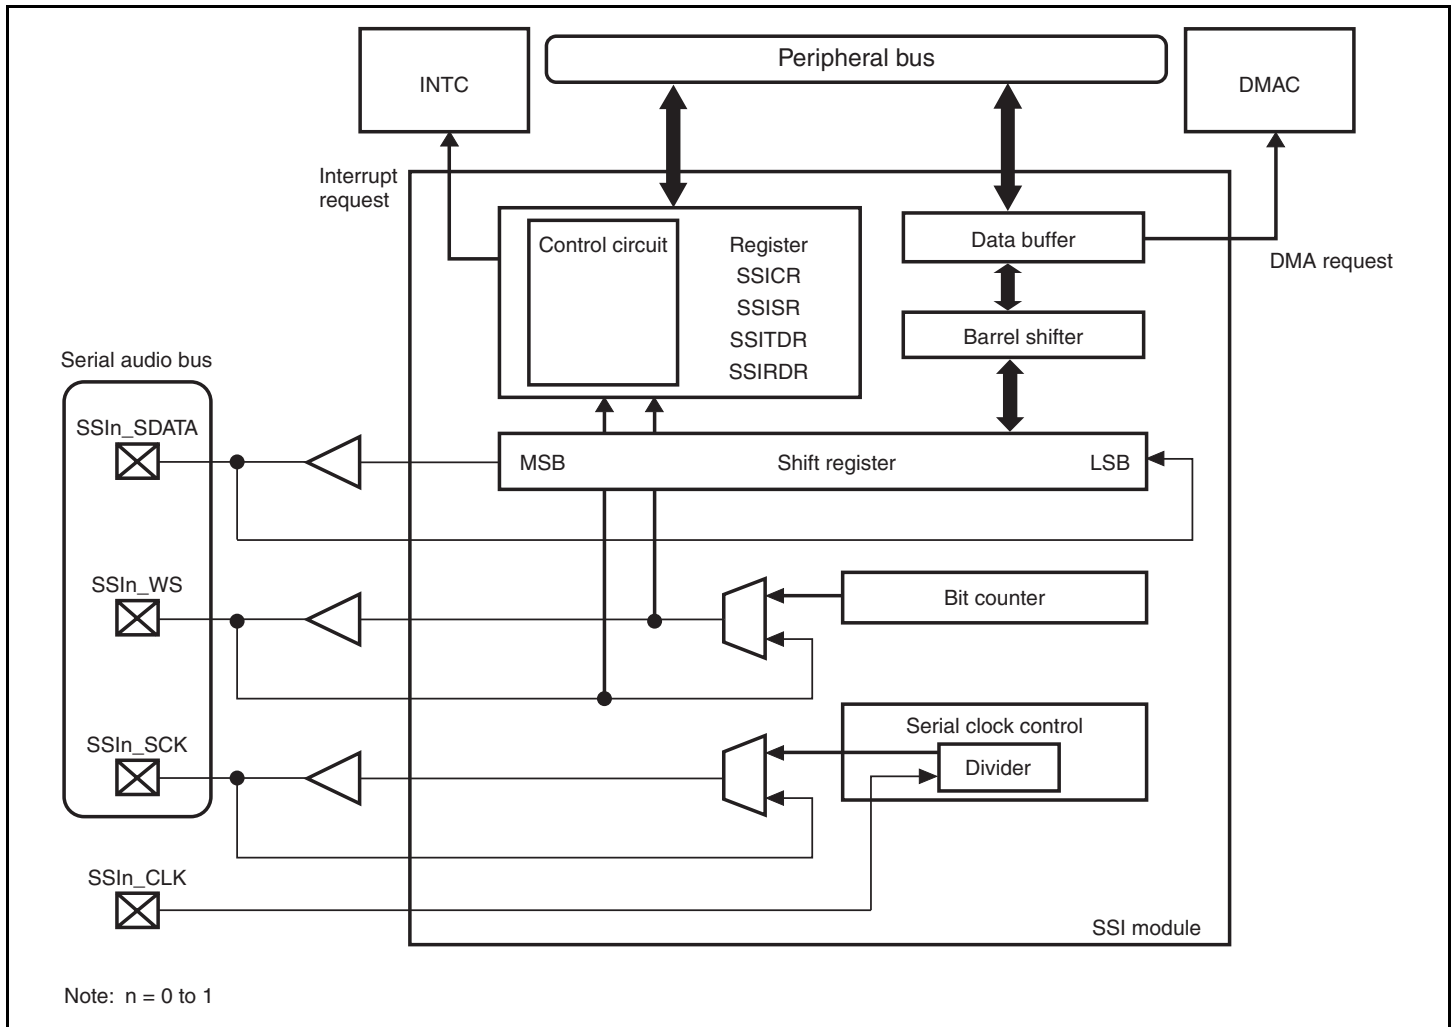 INTC
Peripheral bus
DMAC
Interrupt
request
Control circuit
Register
SSICR
SSISR
SSITDR
SSIRDR
Data buffer
DMA request
Barrel shifter
Serial audio bus
SSIn_SDATA
MSB
Shift register
LSB
SSIn_WS
Bit counter
SSIn_SCK
Serial clock control
Divider
SSIn_CLK
SSI module
Note: n = 0 to 1